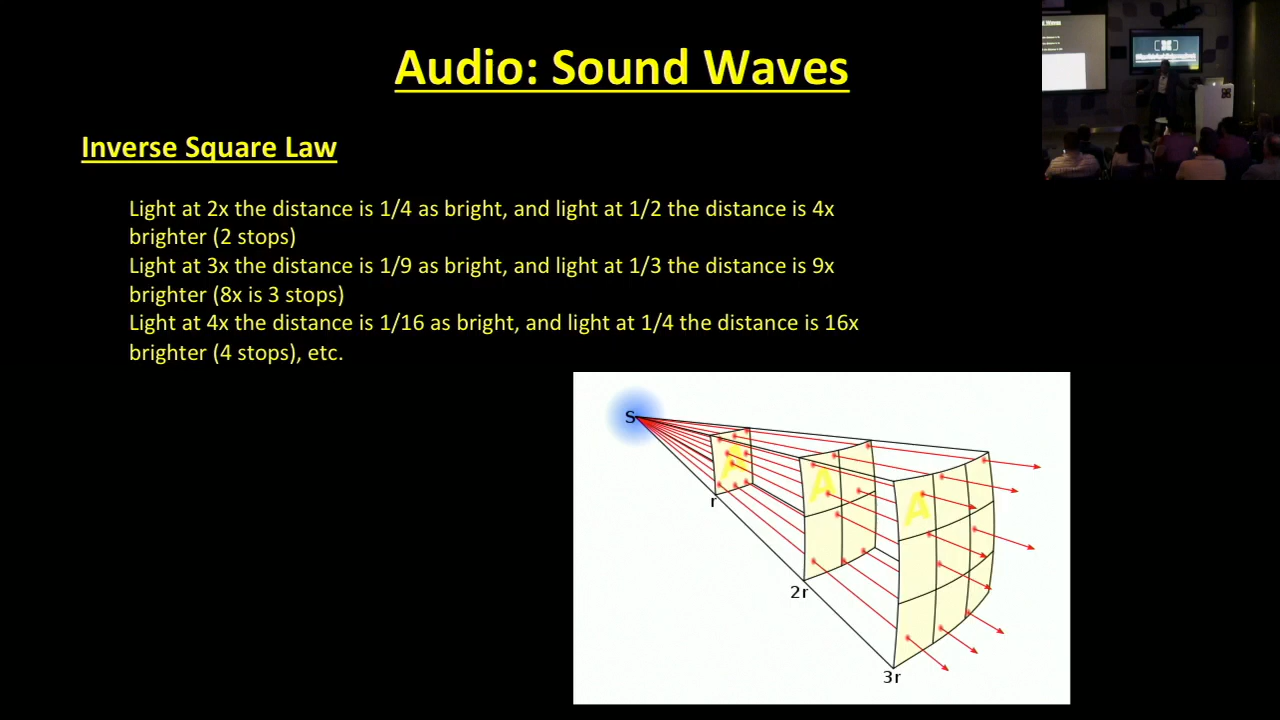 Audio: Sound Waves
Inverse Square Law
Light at 2x the distance is 1/4 as bright, and light at 1/2 the distance is 4x
brighter (2 stops)
Light at 3x the distance is 1/9 as bright, and light at 1/3 the distance is 9x
brighter (8x is 3 stops)
Light at 4x the distance is 1/16 as bright, and light at 1/4 the distance is 16x
brighter (4 stops), etc.
S
A
A
A
r
2r
3r